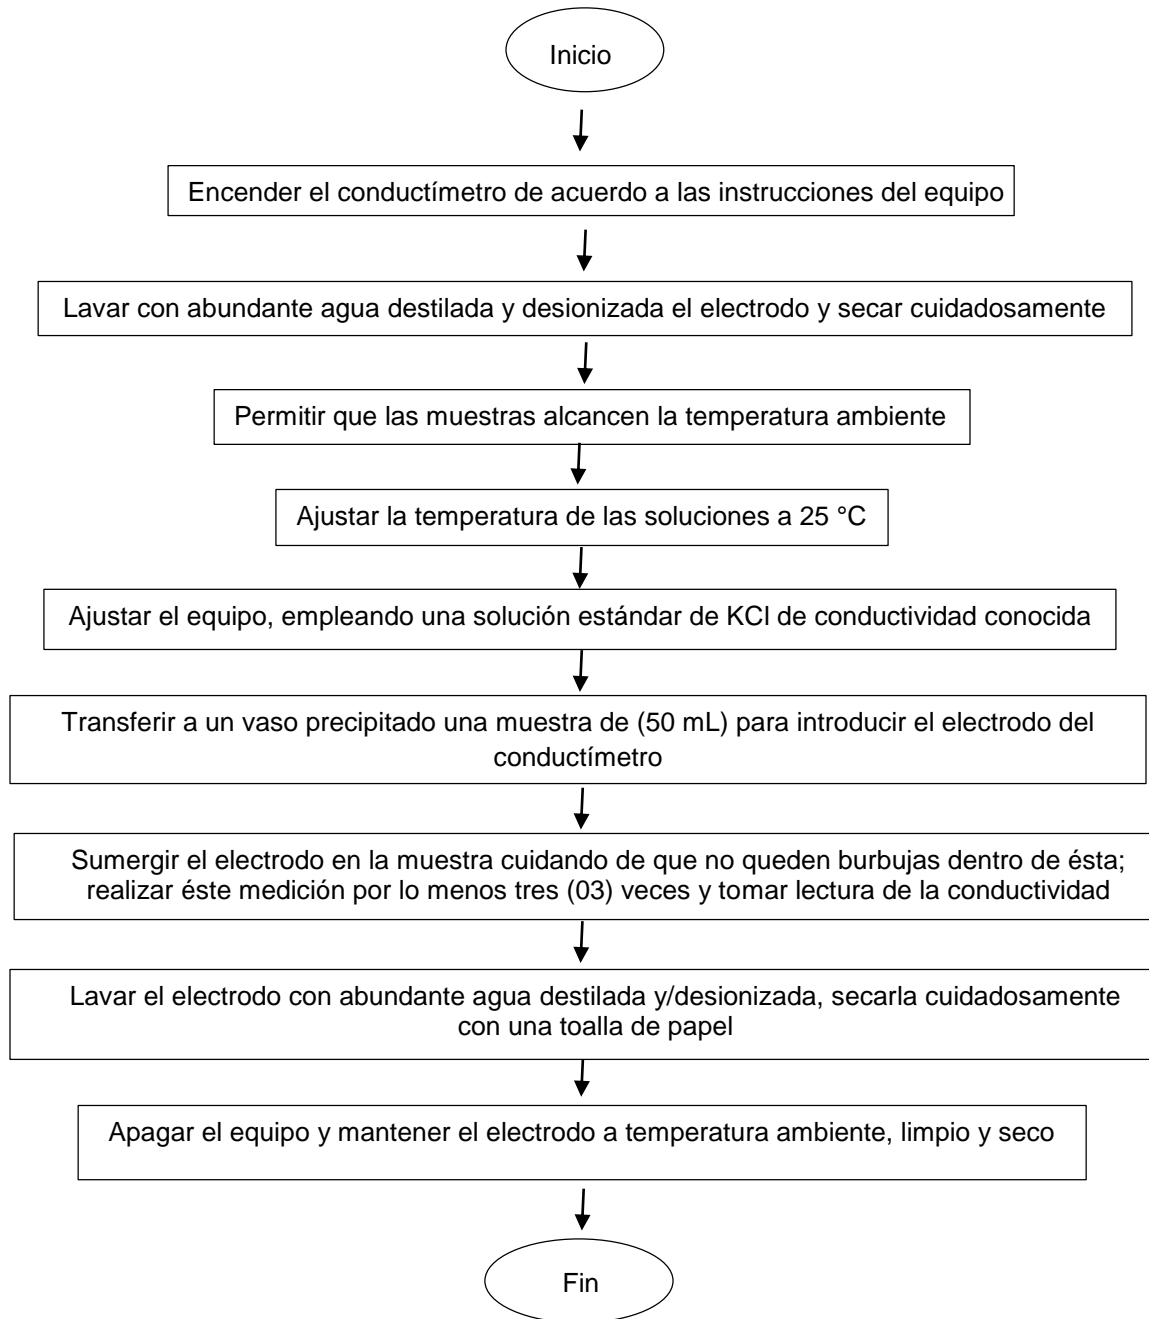 Inicio
Encender el conductímetro de acuerdo a las instrucciones del equipo
Lavar con abundante agua destilada y desionizada el electrodo y secar cuidadosamente
Permitir que las muestras alcancen la temperatura ambiente
Ajustar la temperatura de las soluciones a 25 °C
Ajustar el equipo, empleando una solución estándar de KCl de conductividad conocida
Transferir a un vaso precipitado una muestra de (50 mL) para introducir el electrodo del
conductímetro
Sumergir el electrodo en la muestra cuidando de que no queden burbujas dentro de ésta;
realizar éste medición por lo menos tres (03) veces y tomar lectura de la conductividad
Lavar el electrodo con abundante agua destilada y/desionizada, secarla cuidadosamente
con una toalla de papel
Apagar el equipo y mantener el electrodo a temperatura ambiente, limpio y seco
Fin